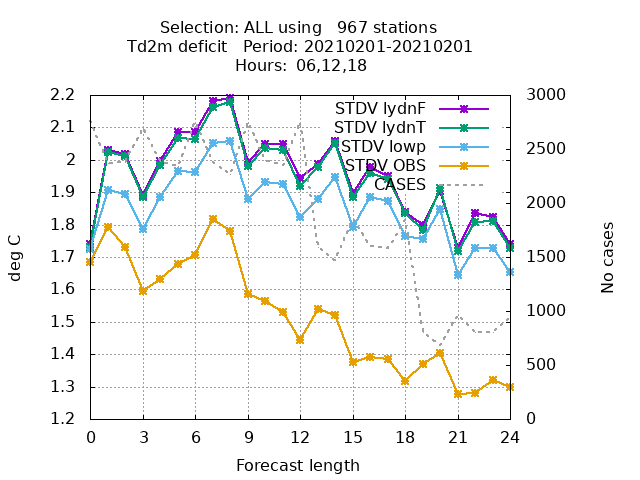 Selection: ALL using   967 stations
Td2m deficit   Period: 20210201-20210201
Hours: 06,12,18
STDV lydnF
STDV lydnT
STDV lowp
STDV OBS
CASES
2.2
2.1
2
1.9
1.8
1.7
1.6
1.5
1.4
1.3
1.2
deg C
3000
2500
2000
1500
1000
500
0
No cases
0 3 6 9 12 15 18 21 24
Forecast length